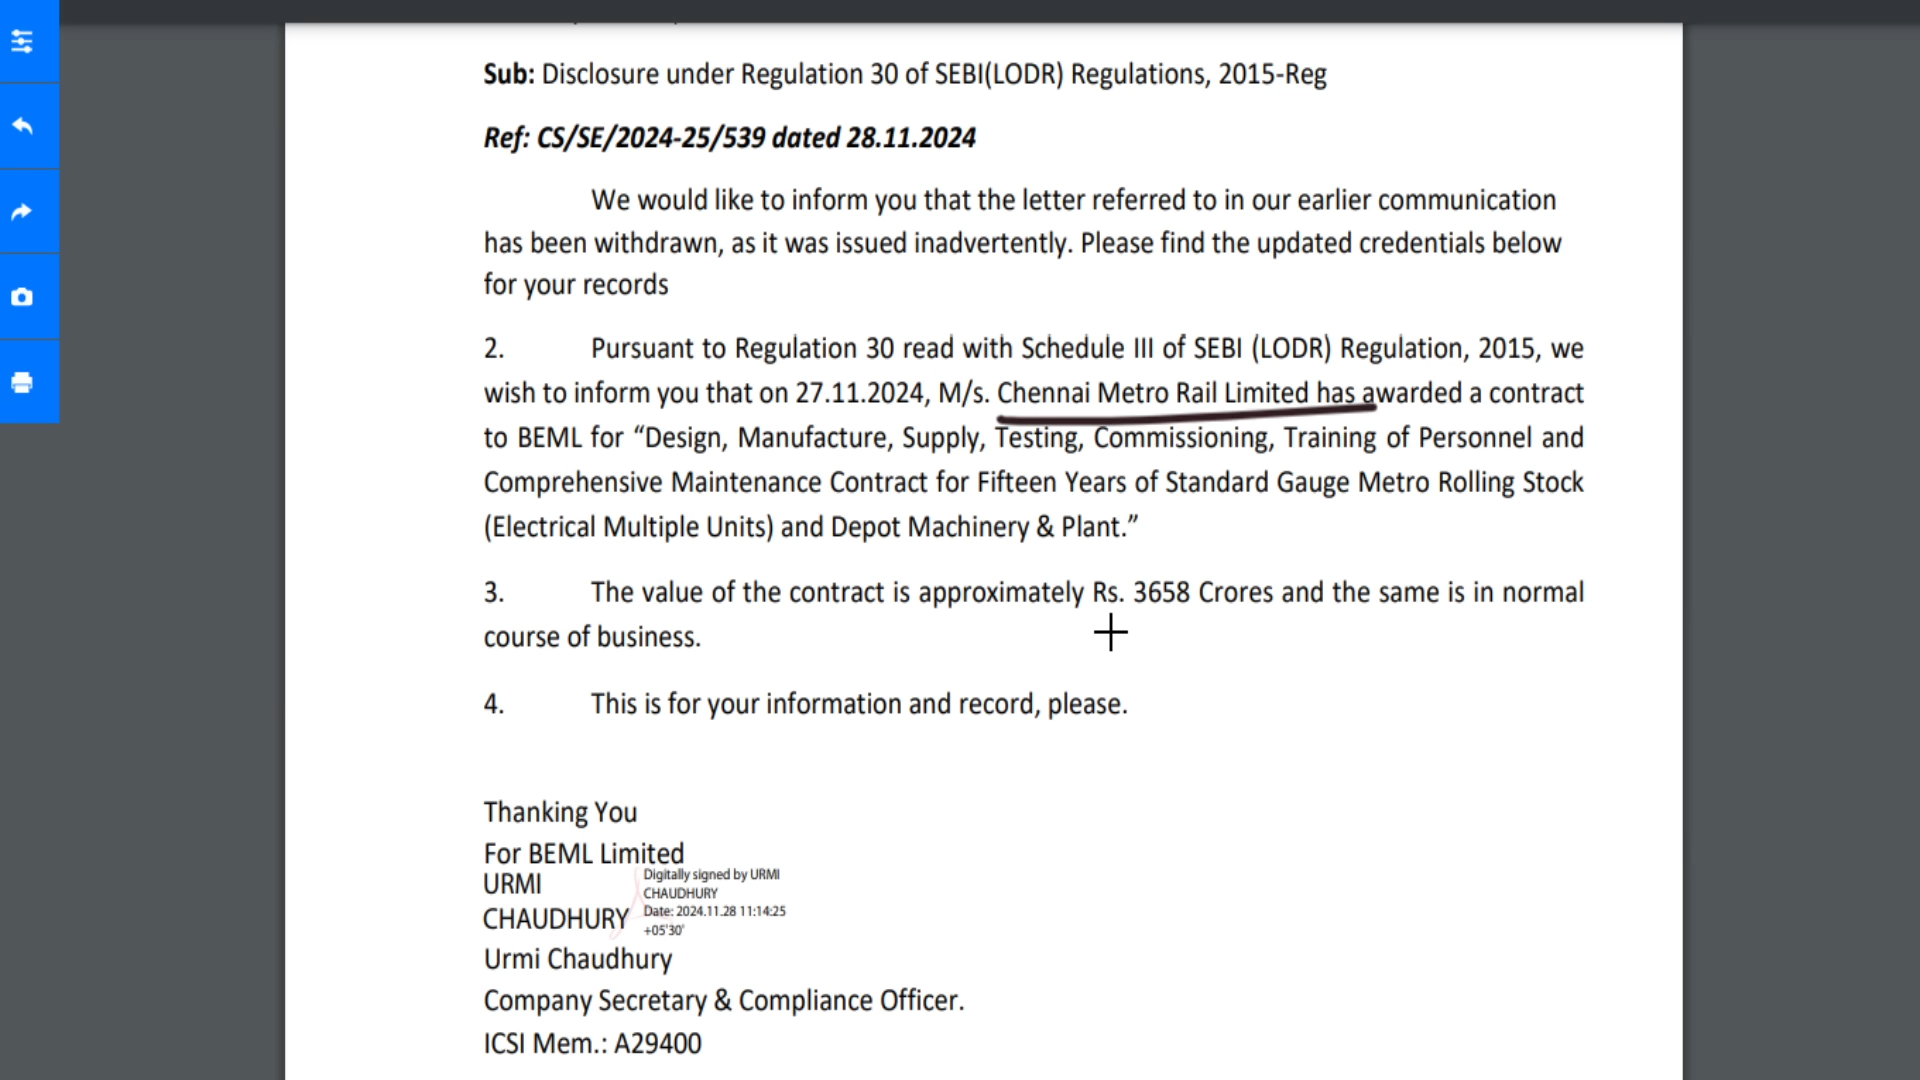 Sub: Disclosure under Regulation 30 of SEBI(LODR) Regulations, 2015-Reg
Ref: CS/SE/2024-25/539 dated 28.11.2024
We would like to inform you that the letter referred to in our earlier communication
has been withdrawn, as it was issued inadvertently. Please find the updated credentials below
for your records
2. Pursuant to Regulation 30 read with Schedule III of SEBI (LODR) Regulation, 2015, we
wish to inform you that on 27.11.2024, M/s. Chennai Metro Rail Limited has awarded a contract
to BEML for “Design, Manufacture, Supply, Testing, Commissioning, Training of Personnel and
Comprehensive Maintenance Contract for Fifteen Years of Standard Gauge Metro Rolling Stock
(Electrical Multiple Units) and Depot Machinery & Plant.”
3. The value of the contract is approximately Rs. 3658 Crores and the same is in normal
course of business.
4. This is for your information and record, please.
Thanking You
For BEML Limited
URMI
CHAUDHURY
Digitally signed by URMI
CHAUDHURY
Date: 2024.11.28 11:14:25
+05'30'
Urmi Chaudhury
Company Secretary & Compliance Officer.
ICSI Mem.: A29400